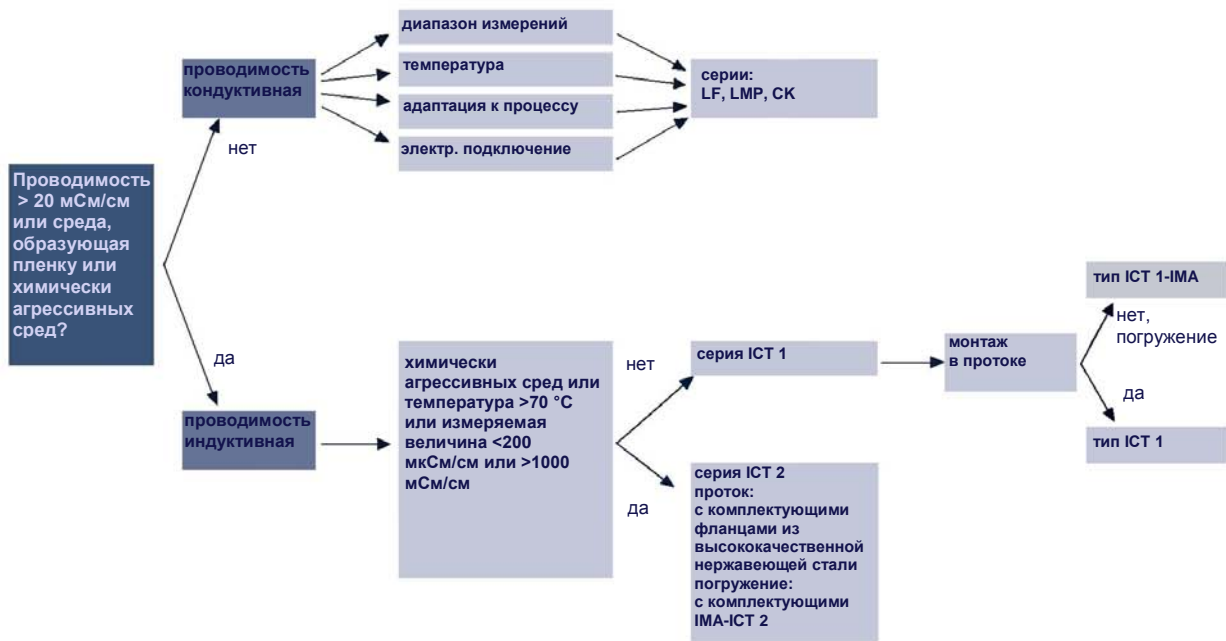 Проводимость
> 20 мСм/см
или среда,
образующая
пленку или
химически
агрессивных
сред?
нет
да
проводимость
кондуктивная
диапазон измерений
температура
адаптация к процессу
электр. подключение
серии:
LF, LMP, CK
проводимость
индуктивная
химически
агрессивных сред или
температура >70 °C
или измеряемая
величина <200
мкСм/см или >1000
мСм/см
нет
да
серия ICT 1
монтаж
в протоке
нет,
погружение
да
тип ICT 1-IMA
тип ICT 1
серия ICT 2
проток:
с комплектующими
фланцами из
высококачественной
нержавеющей стали
погружение:
с комплектующими
IMA-ICT 2